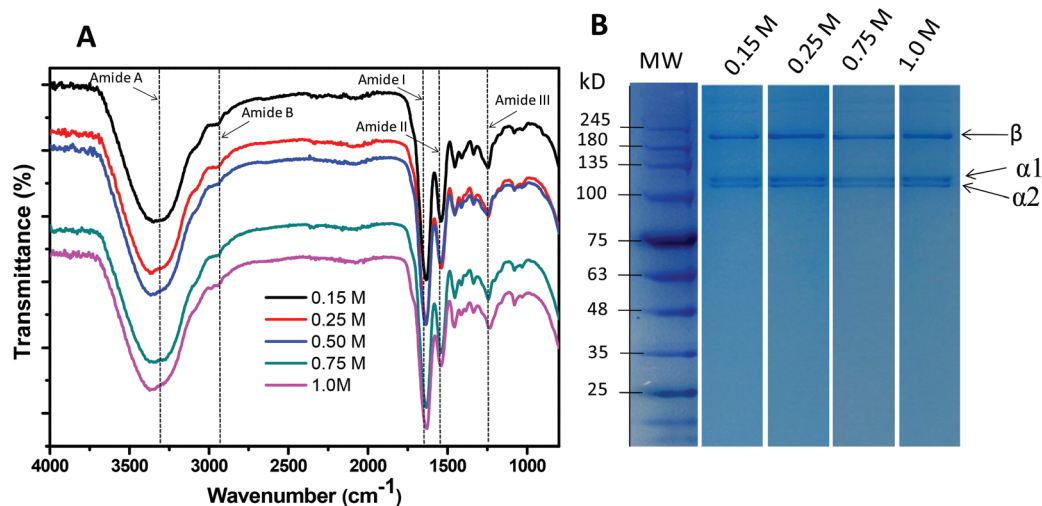 A
Amide A
Amide B
Amide I
Amide II
Amide III
Transmittance (%)
0.15 M
0.25 M
0.50 M
0.75 M
1.0M
4000 3500 3000 2500 2000 1500 1000
Wavenumber (cm-1)
B
0.15 M
0.25 M
0.75 M
1.0 M
MW
kD
245
180
135
100
75
63
48
35
25
β
α1
α2